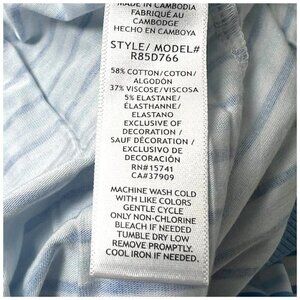 MADE IN CAMBODIA
FABRIQUÉ AU
CAMBODGE
HECHO EN CAMBOYA
STYLE/ MODEL#
R85D766
58% COTTON/COTON/
ALGODÓN
37% VISCOSE/VISCOSA
5% ELASTANE/
ÉLASTHANNE/
ELASTANO
EXCLUSIVE OF
DECORATION /
SAUF DÉCORATION /
EXCLUSIVO DE
DECORACIÓN
RN#15741
CA#37909
MACHINE WASH COLD
WITH LIKE COLORS
GENTLE CYCLE
ONLY NON-CHLORINE
BLEACH IF NEEDED
TUMBLE DRY LOW
REMOVE PROMPTLY.
COOL IRON IF NEEDED.